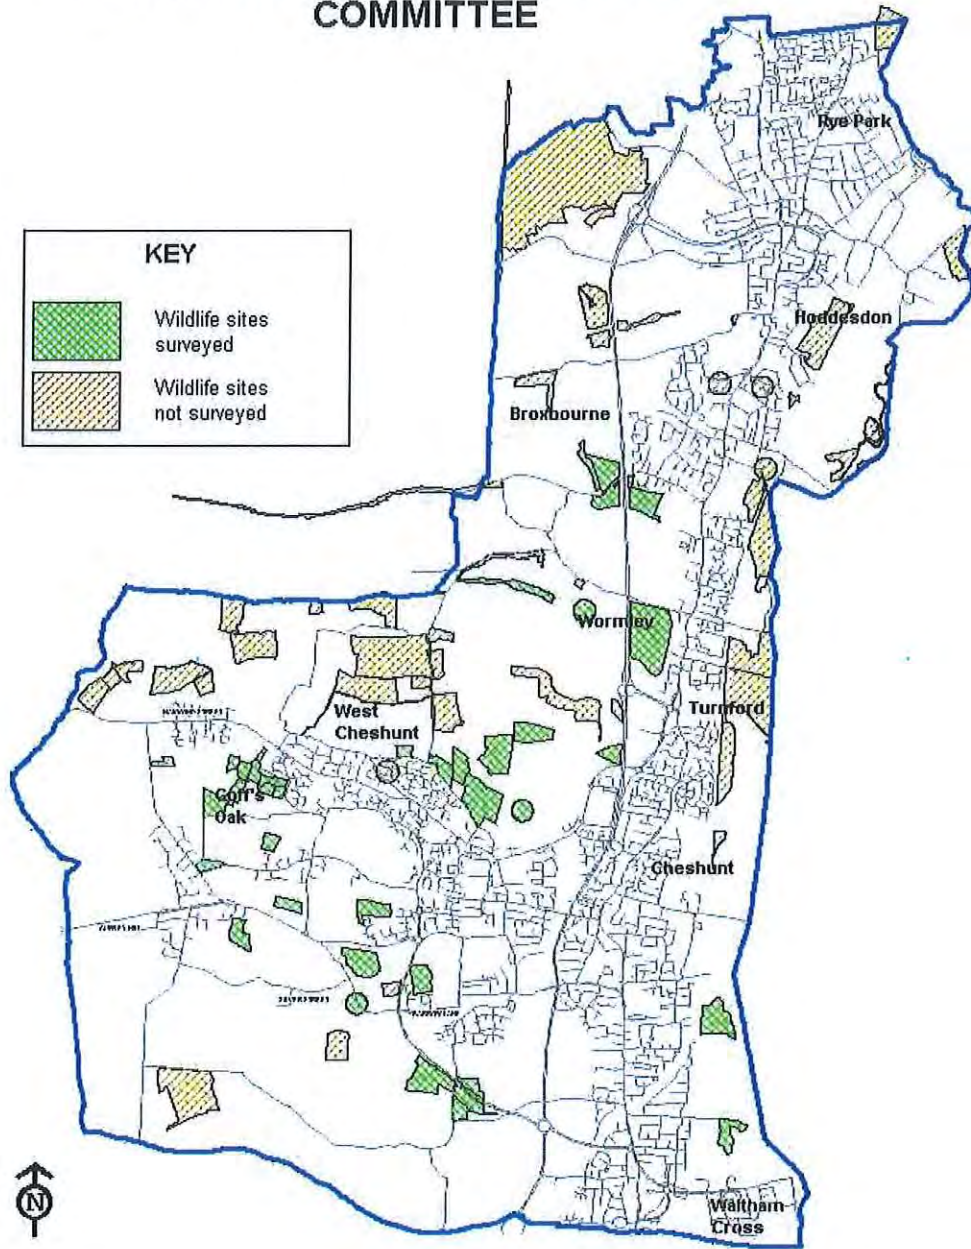 COMMITTEE
Rye Park
KEY
Wildlife sites
surveyed
Wildlife sites
not surveyed
Hoddesdon
Broxbourne
Wormley
West
Cheshunt
Turnford
Goff's
Oak
Cheshunt
Waltham
Cross
N